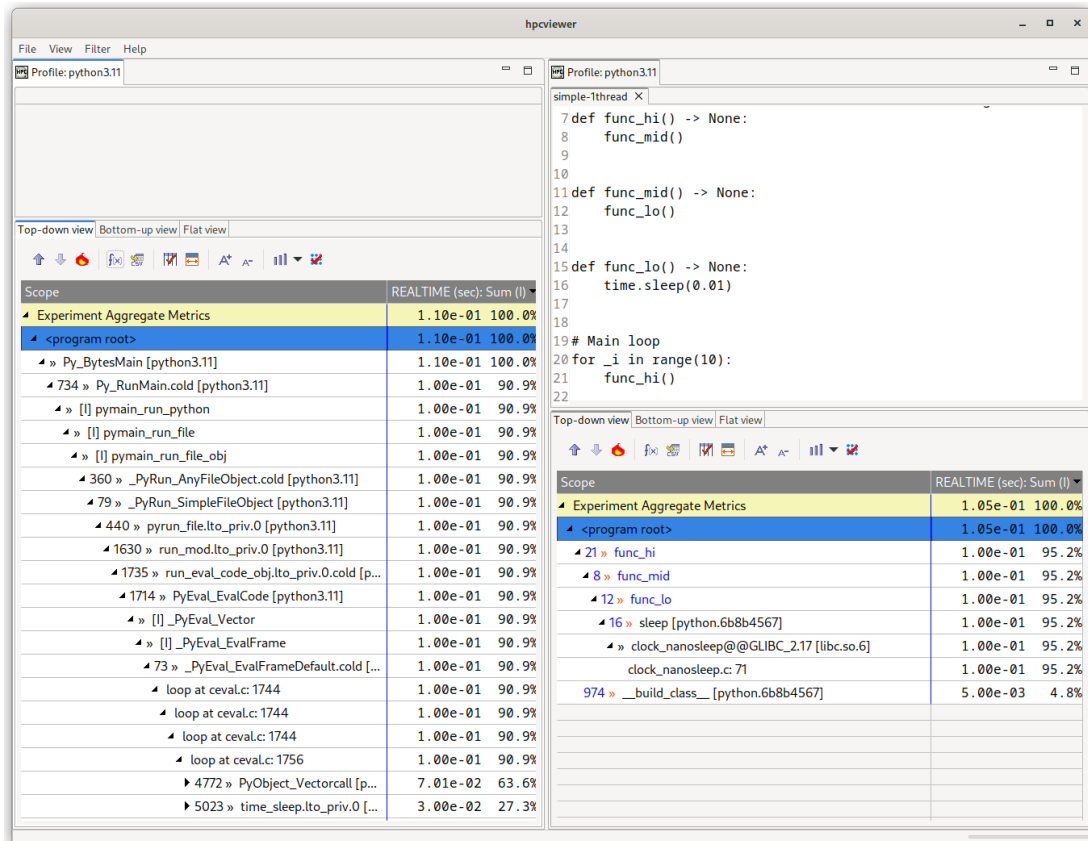 hpcviewer
File View Filter Help
Profile: python3.11
Top-down view Bottom-up view Flat view
f(x) CSV A+ A-
Scope REALTIME (sec): Sum (I)
Experiment Aggregate Metrics 1.10e-01 100.0%
<program root> 1.10e-01 100.0%
» Py_BytesMain [python3.11] 1.10e-01 100.0%
734 » Py_RunMain.cold [python3.11] 1.00e-01 90.9%
» [I] pymain_run_python 1.00e-01 90.9%
» [I] pymain_run_file 1.00e-01 90.9%
» [I] pymain_run_file_obj 1.00e-01 90.9%
360 » _PyRun_AnyFileObject.cold [python3.11] 1.00e-01 90.9%
79 » _PyRun_SimpleFileObject [python3.11] 1.00e-01 90.9%
440 » pyrun_file.lto_priv.0 [python3.11] 1.00e-01 90.9%
1630 » run_mod.lto_priv.0 [python3.11] 1.00e-01 90.9%
1735 » run_eval_code_obj.lto_priv.0.cold [p... 1.00e-01 90.9%
1714 » PyEval_EvalCode [python3.11] 1.00e-01 90.9%
» [I] _PyEval_Vector 1.00e-01 90.9%
» [I] _PyEval_EvalFrame 1.00e-01 90.9%
73 » _PyEval_EvalFrameDefault.cold [... 1.00e-01 90.9%
loop at ceval.c: 1744 1.00e-01 90.9%
loop at ceval.c: 1744 1.00e-01 90.9%
loop at ceval.c: 1744 1.00e-01 90.9%
loop at ceval.c: 1756 1.00e-01 90.9%
4772 » PyObject_Vectorcall [p... 7.01e-02 63.6%
5023 » time_sleep.lto_priv.0 [... 3.00e-02 27.3%
Profile: python3.11
simple-1thread
7 def func_hi() -> None:
8 func_mid()
9
10
11 def func_mid() -> None:
12 func_lo()
13
14
15 def func_lo() -> None:
16 time.sleep(0.01)
17
18
19 # Main loop
20 for _i in range(10):
21 func_hi()
22
Top-down view Bottom-up view Flat view
f(x) CSV A+ A-
Scope REALTIME (sec): Sum (I)
Experiment Aggregate Metrics 1.05e-01 100.0%
<program root> 1.05e-01 100.0%
21 » func_hi 1.00e-01 95.2%
8 » func_mid 1.00e-01 95.2%
12 » func_lo 1.00e-01 95.2%
16 » sleep [python.6b8b4567] 1.00e-01 95.2%
» clock_nanosleep@@GLIBC_2.17 [libc.so.6] 1.00e-01 95.2%
clock_nanosleep.c: 71 1.00e-01 95.2%
974 » __build_class__ [python.6b8b4567] 5.00e-03 4.8%